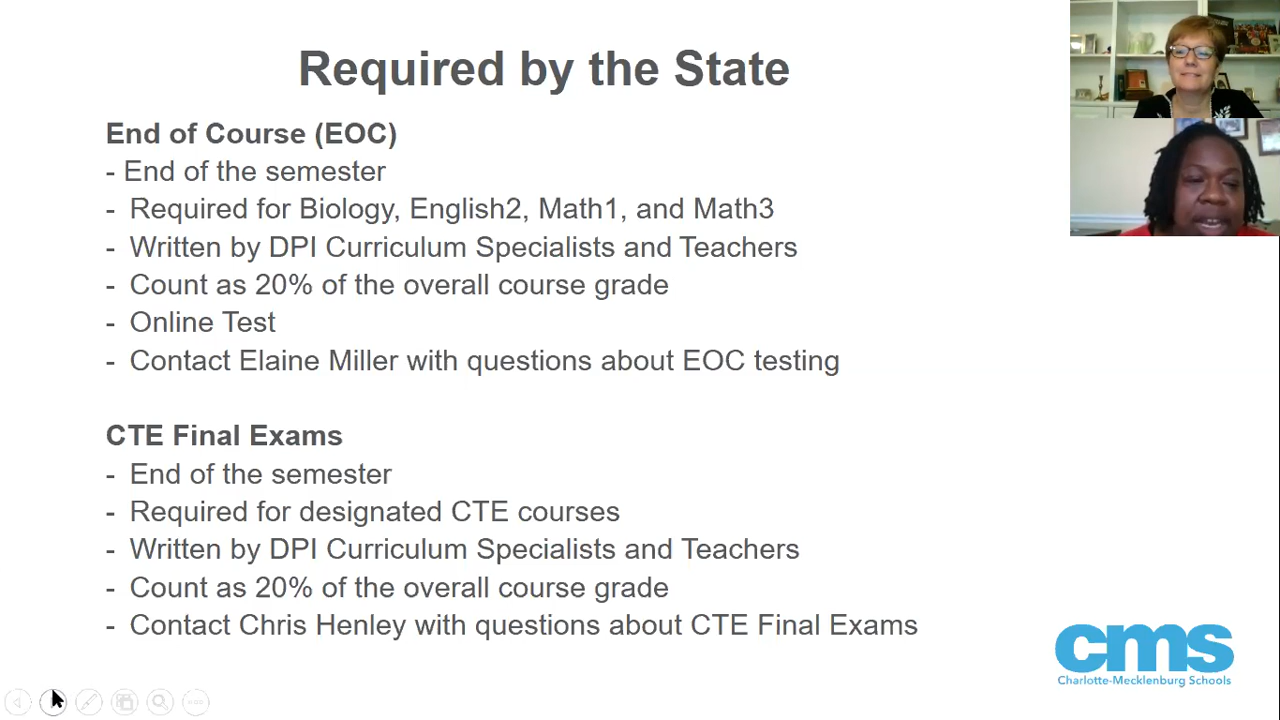 Required by the State
End of Course (EOC)
- End of the semester
- Required for Biology, English2, Math1, and Math3
- Written by DPI Curriculum Specialists and Teachers
- Count as 20% of the overall course grade
- Online Test
- Contact Elaine Miller with questions about EOC testing
CTE Final Exams
- End of the semester
- Required for designated CTE courses
- Written by DPI Curriculum Specialists and Teachers
- Count as 20% of the overall course grade
- Contact Chris Henley with questions about CTE Final Exams
cms
Charlotte-Mecklenburg Schools